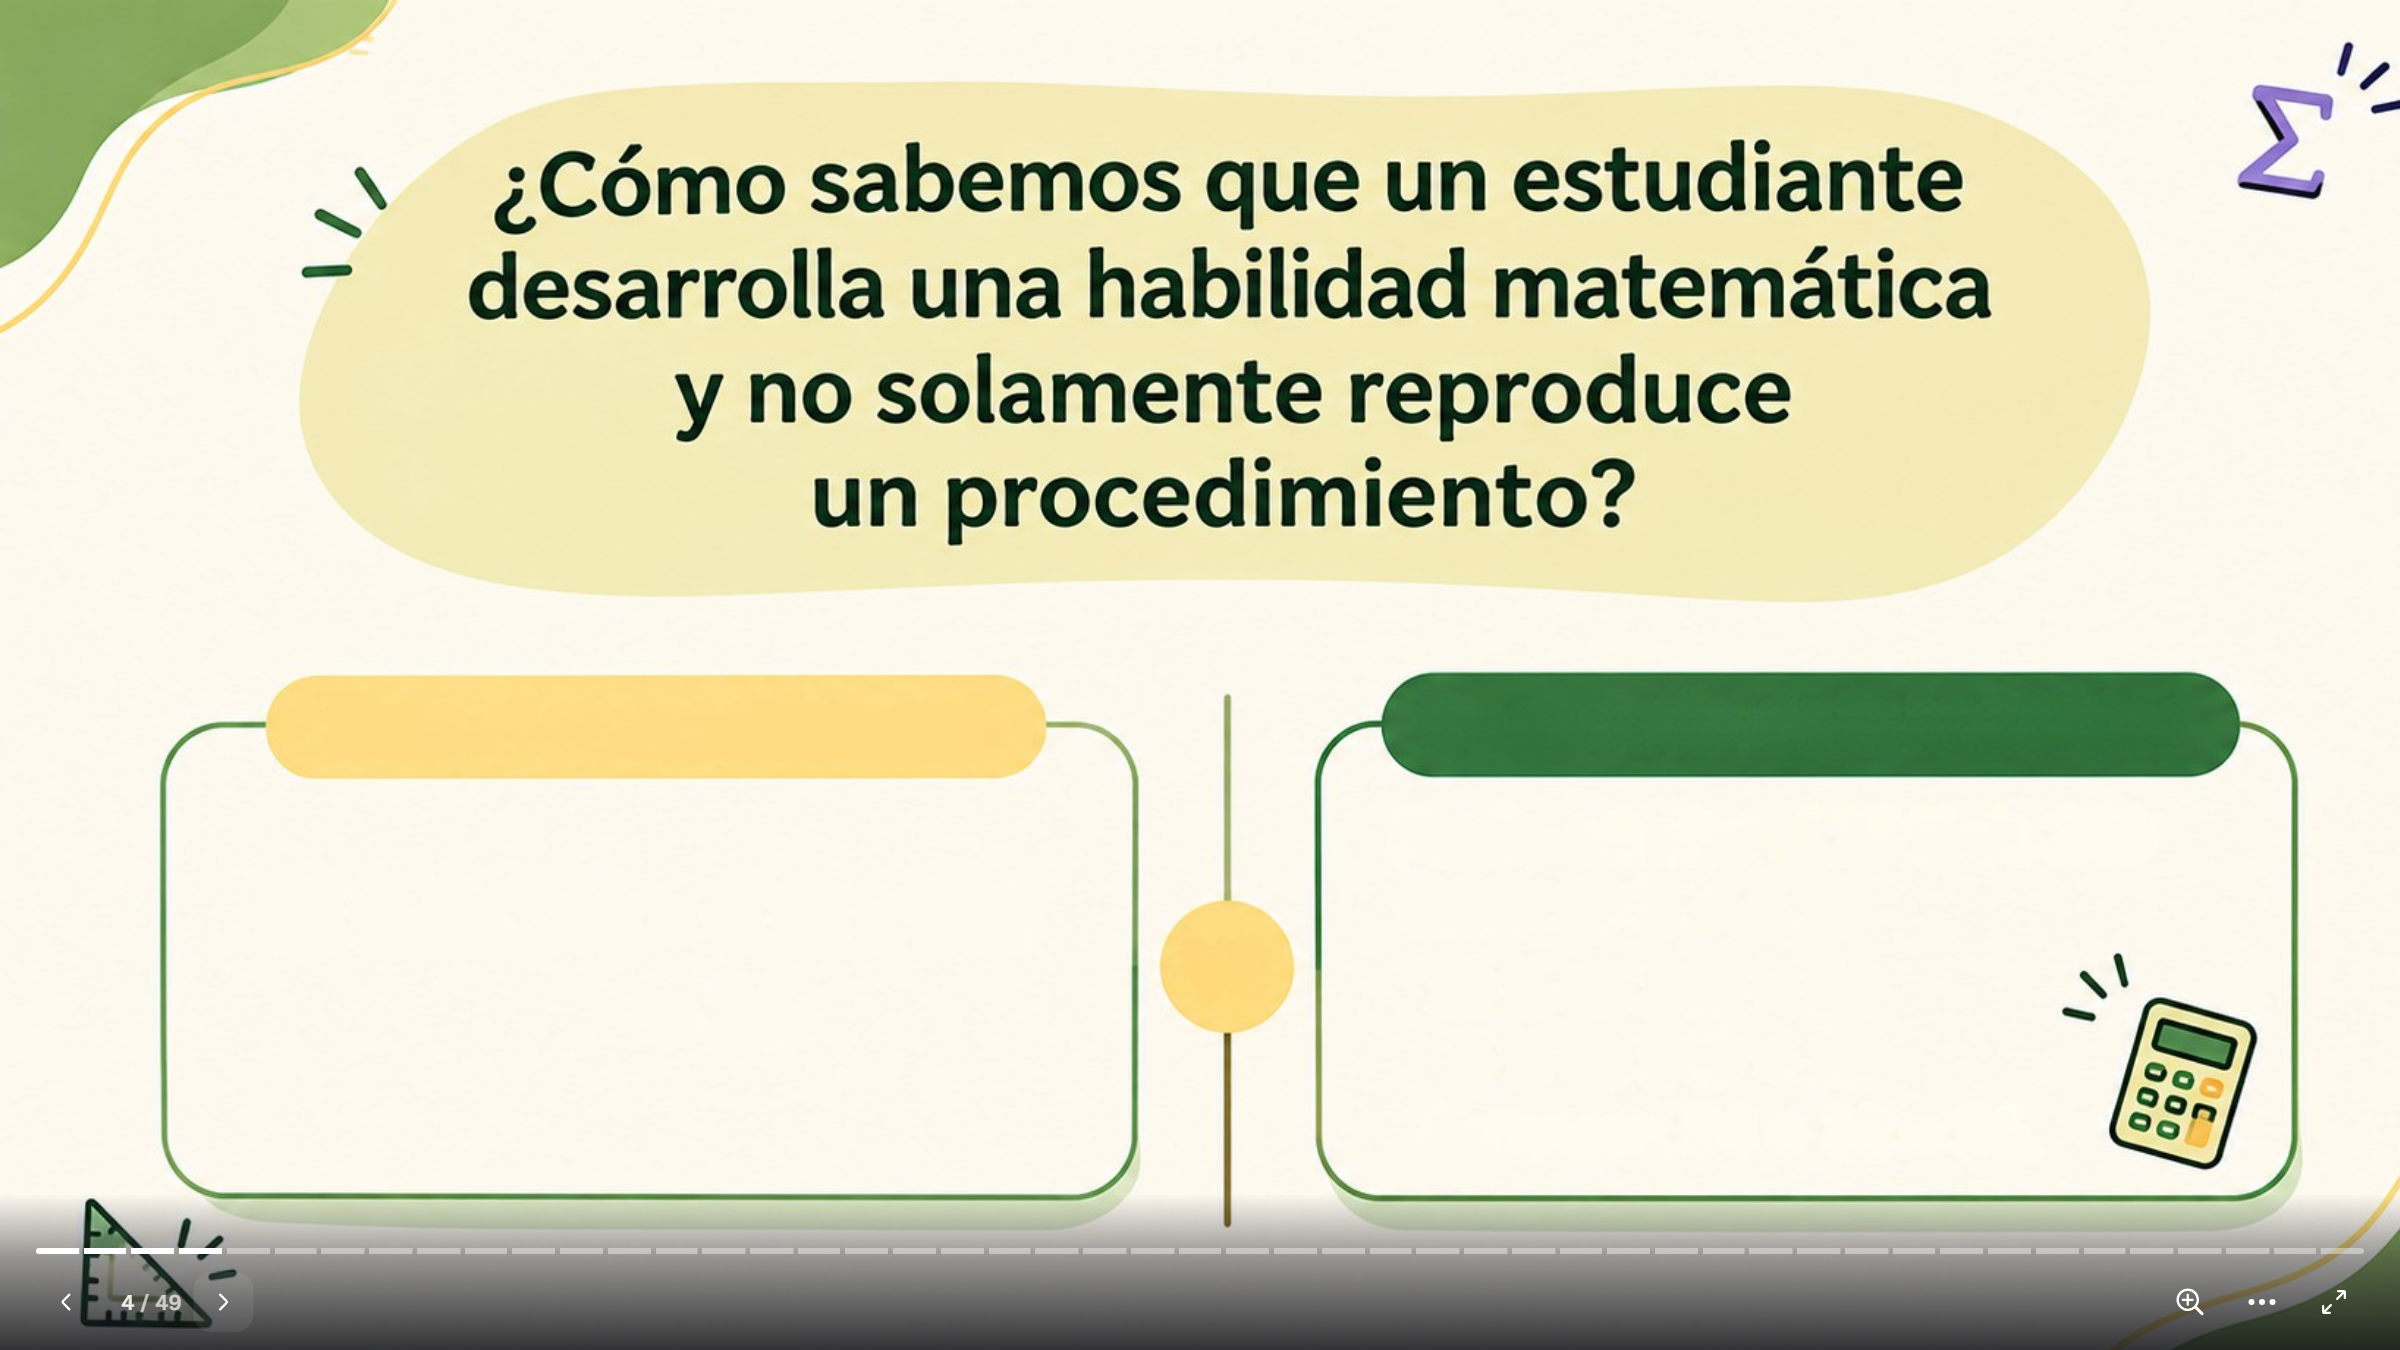 ¿Cómo sabemos que un estudiante
desarrolla una habilidad matemática
y no solamente reproduce
un procedimiento?
Σ
4 / 49